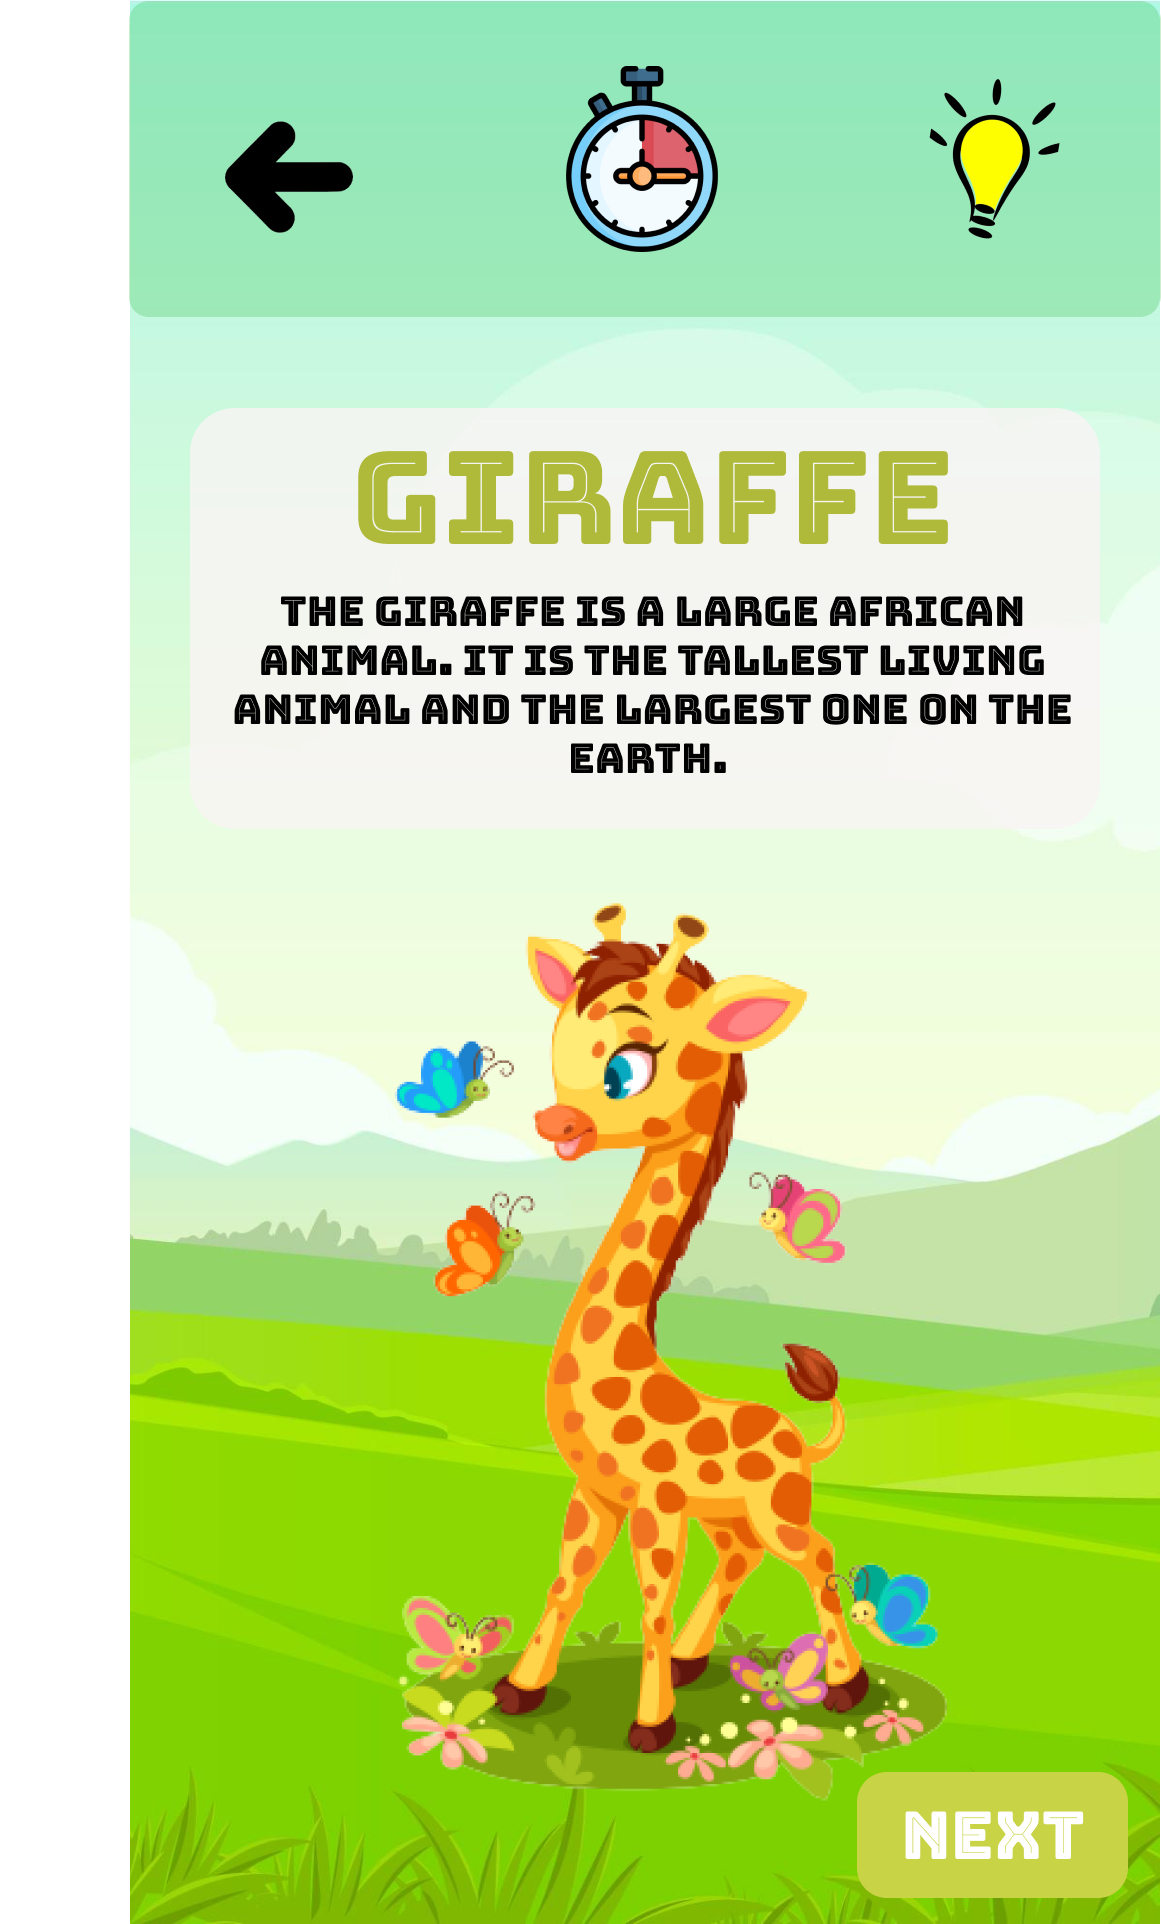 GIRAFFE
THE GIRAFFE IS A LARGE AFRICAN
ANIMAL. IT IS THE TALLEST LIVING
ANIMAL AND THE LARGEST ONE ON THE
EARTH.
NEXT